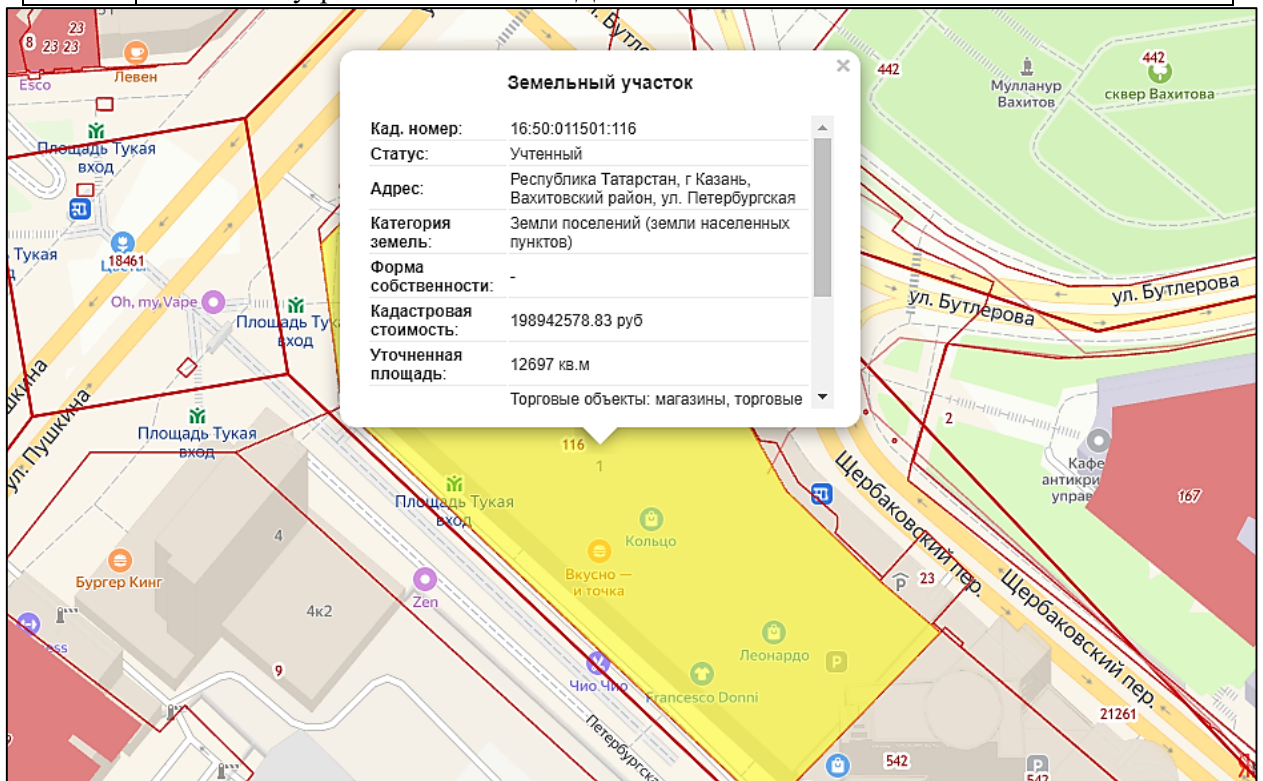 Земельный участок
Кад. номер: 16:50:011501:116
Статус: Учтенный
Адрес: Республика Татарстан, г Казань,
Вахитовский район, ул. Петербургская
Категория земель: Земли поселений (земли населенных
пунктов)
Форма собственности: -
Кадастровая стоимость: 198942578.83 руб
Уточненная площадь: 12697 кв.м
Торговые объекты: магазины, торговые
8
23
23 23
Левен
Esco
Площадь Тукая
вход
Тукая
18461
Oh, my Vape
вход
Площадь Тукая
вход
ул. Пушкина
Бургер Кинг
4
4к2
9
Zen
116
1
Площадь Тукая
вход
Кольцо
Вкусно —
и точка
Леонардо
P
Чио Чио
Francesco Donni
442
Мулланур
Вахитов
442
сквер Вахитова
ул. Бутлерова
ул. Бутлерова
2
Кафе
167
Щербаковский пер.
23
Щербаковский пер.
21261
542
P
542
Я